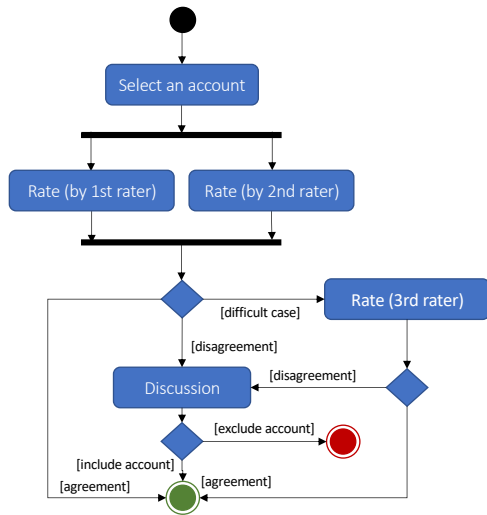 Select an account
Rate (by 1st rater)
Rate (by 2nd rater)
Rate (3rd rater)
[difficult case]
[disagreement]
[disagreement]
Discussion
[exclude account]
[include account]
[agreement]
[agreement]